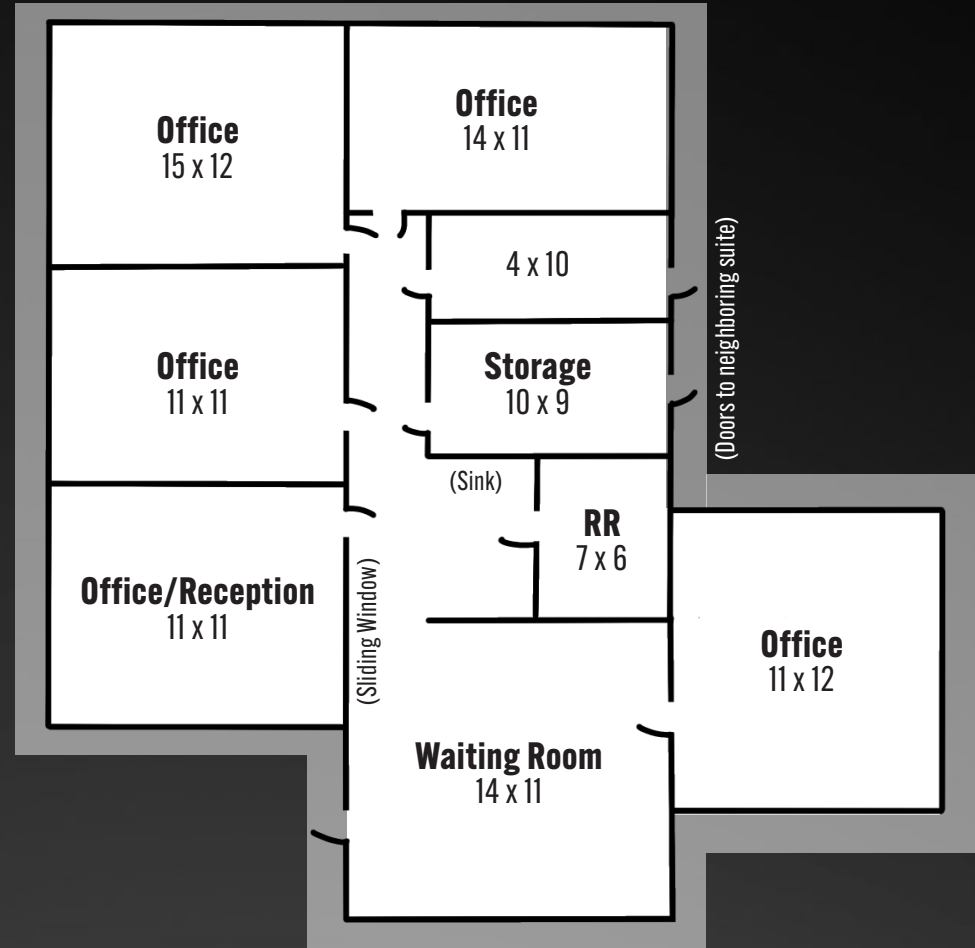 Office
15 x 12
Office
14 x 11
4 x 10
(Doors to neighboring suite)
Office
11 x 11
Storage
10 x 9
(Sink)
RR
7 x 6
Office/Reception
11 x 11
(Sliding Window)
Office
11 x 12
Waiting Room
14 x 11